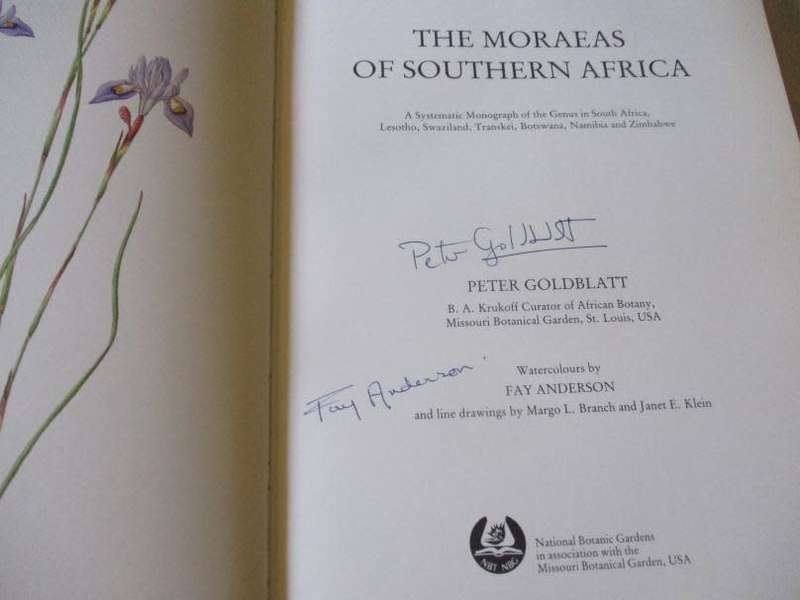 THE MORAEAS
OF SOUTHERN AFRICA
A Systematic Monograph of the Genus in South Africa,
Lesotho, Swaziland, Transkei, Botswana, Namibia and Zimbabwe
Peter Goldblatt
PETER GOLDBLATT
B. A. Krukoff Curator of African Botany,
Missouri Botanical Garden, St. Louis, USA
Watercolours by
Fay Anderson
FAY ANDERSON
and line drawings by Margo L. Branch and Janet E. Klein
NBT NBG
National Botanic Gardens
in association with the
Missouri Botanical Garden, USA